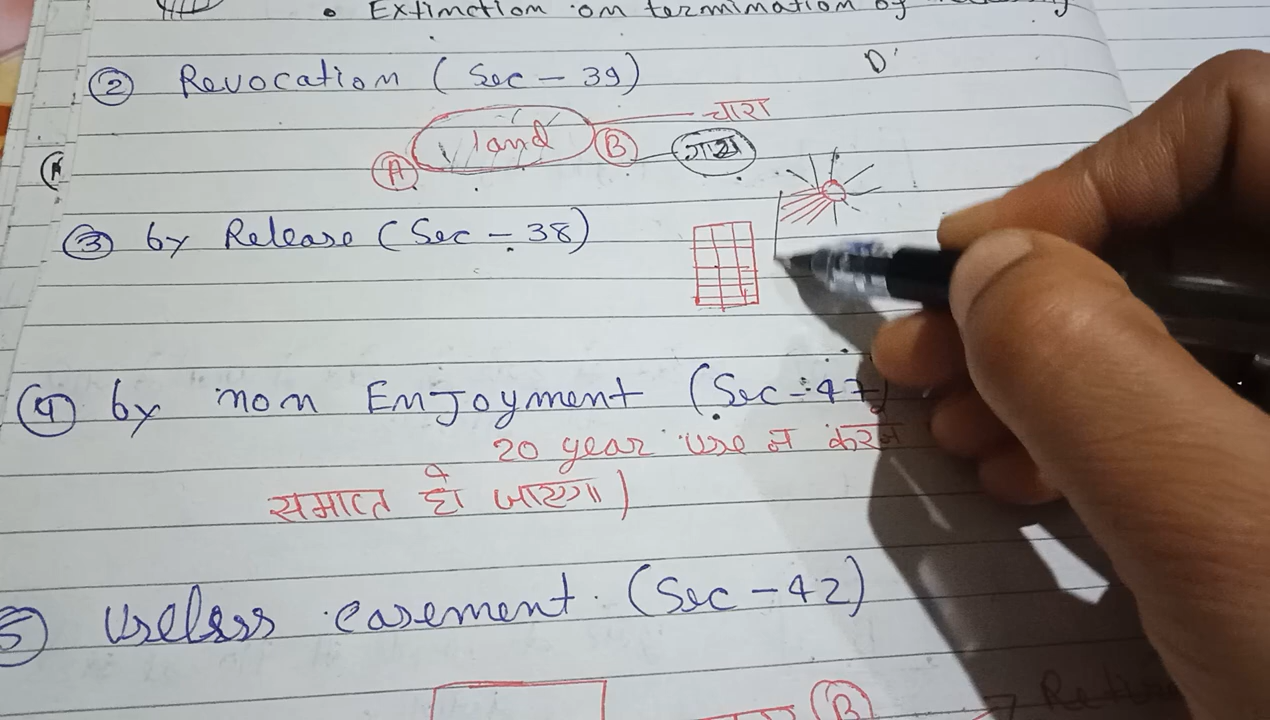 • Extinction on termination of
② Revocation (Sec - 39)
D'
A land B चारा
गाय
③ by Release (Sec - 38)
④ by non Enjoyment (Sec - 47)
20 year use न करने
पे
समाप्त हो जाएगा।
⑤ Useless easement. (Sec - 42)
B